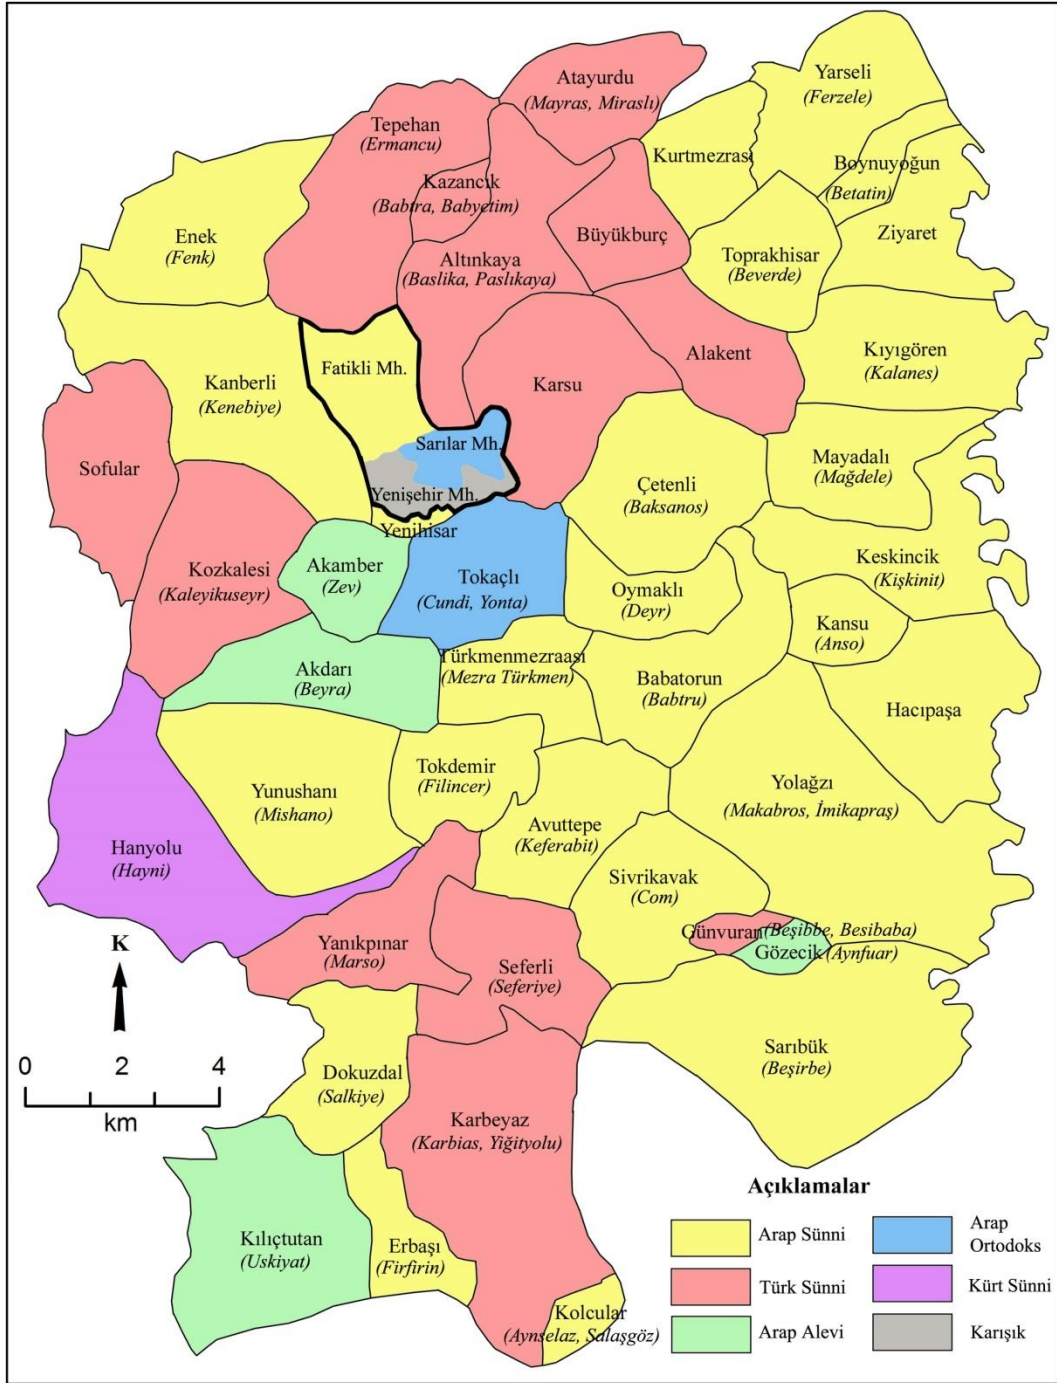 Atayurdu
(Mayras, Miraslı)
Yarseli
(Ferzele)
Tepehan
(Ermancu)
Kurtmezrası
Boynuyoğun
(Betatin)
Kazancık
(Babtra, Babyetim)
Enek
(Fenk)
Büyükburç
Ziyaret
Altınkaya
(Baslika, Paslıkaya)
Toprakhisar
(Beverde)
Fatikli Mh.
Alakent
Kıyıgören
(Kalanes)
Kanberli
(Kenebiye)
Karsu
Sarılar Mh.
Sofular
Mayadalı
(Mağdele)
Yenişehir Mh.
Çetenli
(Baksanos)
Yenihisar
Keskincik
(Kişkinit)
Kozkalesi
(Kaleyikuseyr)
Akamber
(Zev)
Tokaçlı
(Cundi, Yonta)
Oymaklı
(Deyr)
Kansu
(Anso)
Türkmenmezraası
(Mezra Türkmen)
Akdarı
(Beyra)
Babatorun
(Babtru)
Hacıpaşa
Tokdemir
(Filincer)
Yunushanı
(Mishano)
Yolağzı
(Makabros, İmikapraş)
Avuttepe
(Keferabit)
Hanyolu
(Hayni)
Sivrikavak
(Com)
Günvuran (Beşibbe, Besibaba)
Gözecik (Aynfuar)
K
Yanıkpınar
(Marso)
Seferli
(Seferiye)
Sarıbük
(Beşirbe)
0 2 4
km
Dokuzdal
(Salkiye)
Karbeyaz
(Karbias, Yiğityolu)
Kılıçtutan
(Uskiyat)
Erbaşı
(Firfirin)
Kolcular
(Aynselaz, Salaşgöz)
Açıklamalar
Arap Sünni
Arap
Ortodoks
Türk Sünni
Kürt Sünni
Arap Alevi
Karışık